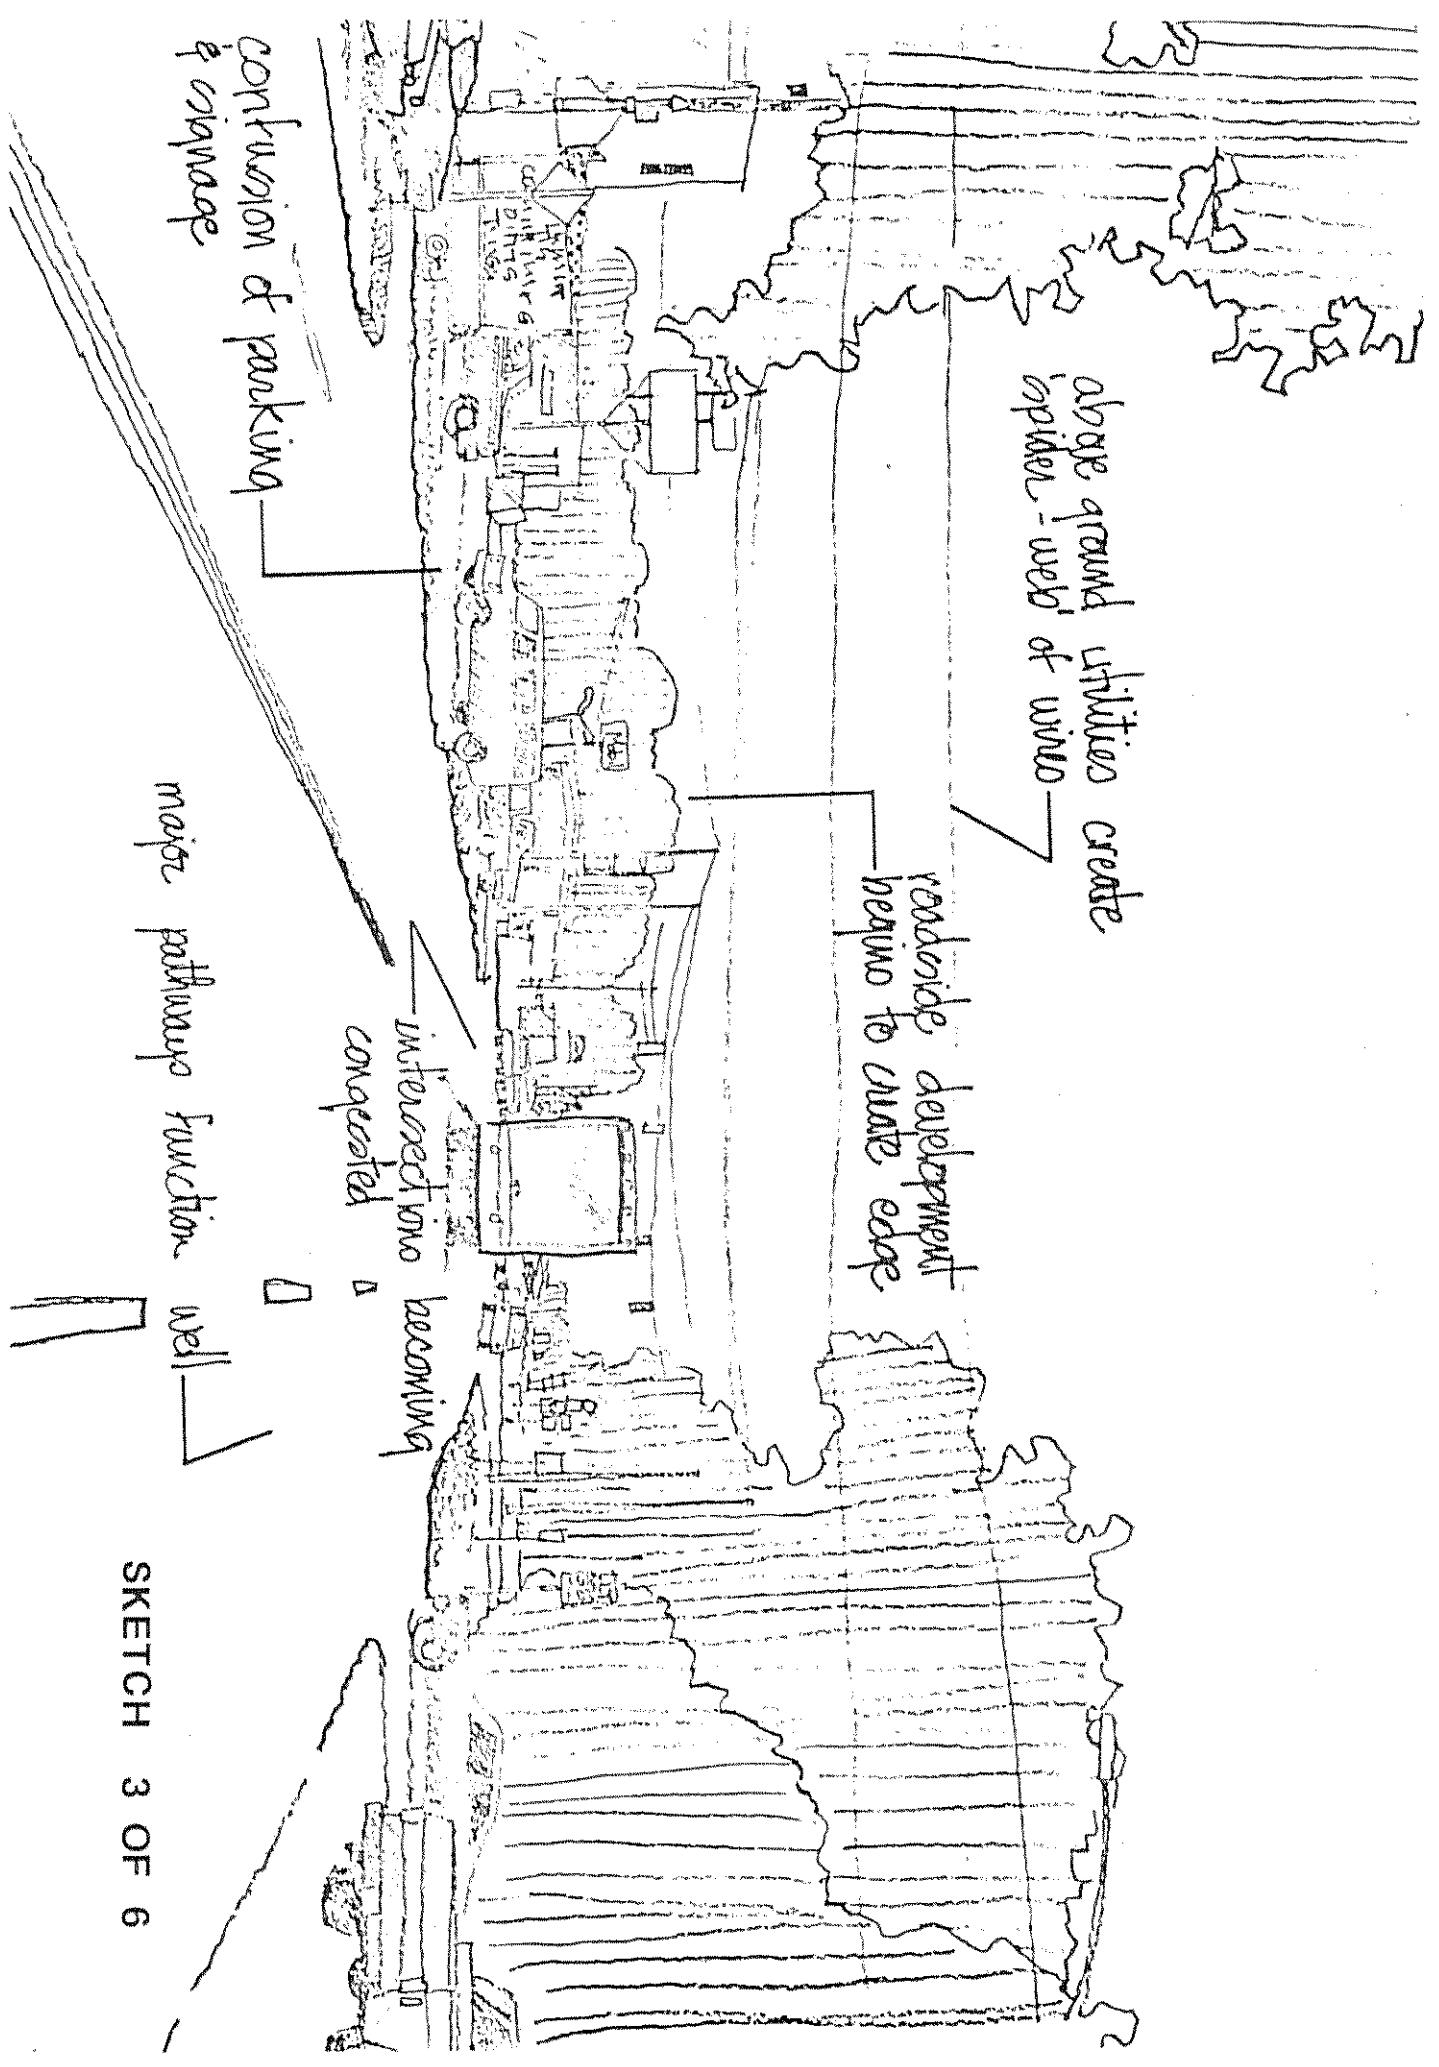 above ground utilities create
'spider-web' of wires
roadside development
begins to create edge
confusion of parking
& signage
intersections becoming
congested
major pathways function well
SKETCH 3 OF 6